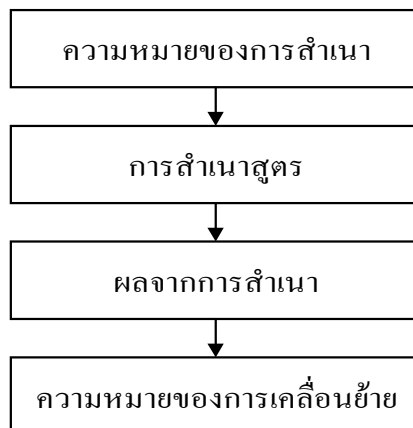 ความหมายของการสำเนา
การสำเนาสูตร
ผลจากการสำเนา
ความหมายของการเคลื่อนย้าย